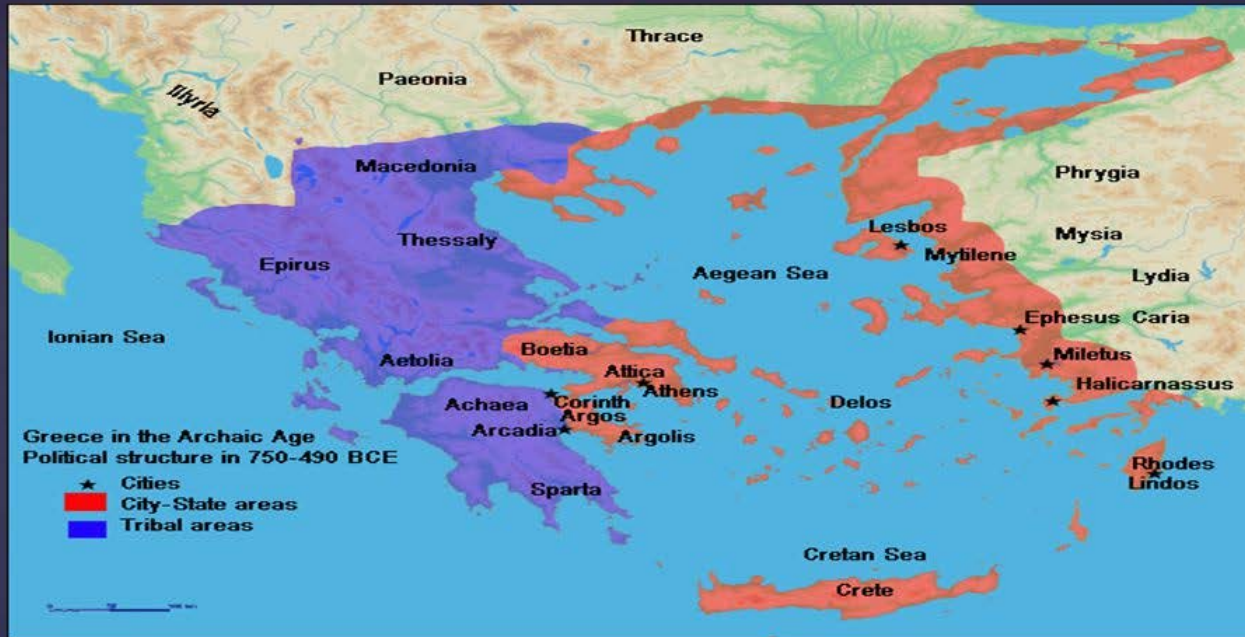 Thrace
Paeonia
Illyria
Macedonia
Phrygia
Lesbos
Mysia
Thessaly
Mytilene
Epirus
Aegean Sea
Lydia
Ephesus Caria
Ionian Sea
Boetia
Aetolia
Miletus
Attica
Halicarnassus
Athens
Corinth
Delos
Achaea
Argos
Arcadia
Argolis
Greece in the Archaic Age
Political structure in 750-490 BCE
Rhodes
Cities
Lindos
Sparta
City-State areas
Tribal areas
Cretan Sea
Crete